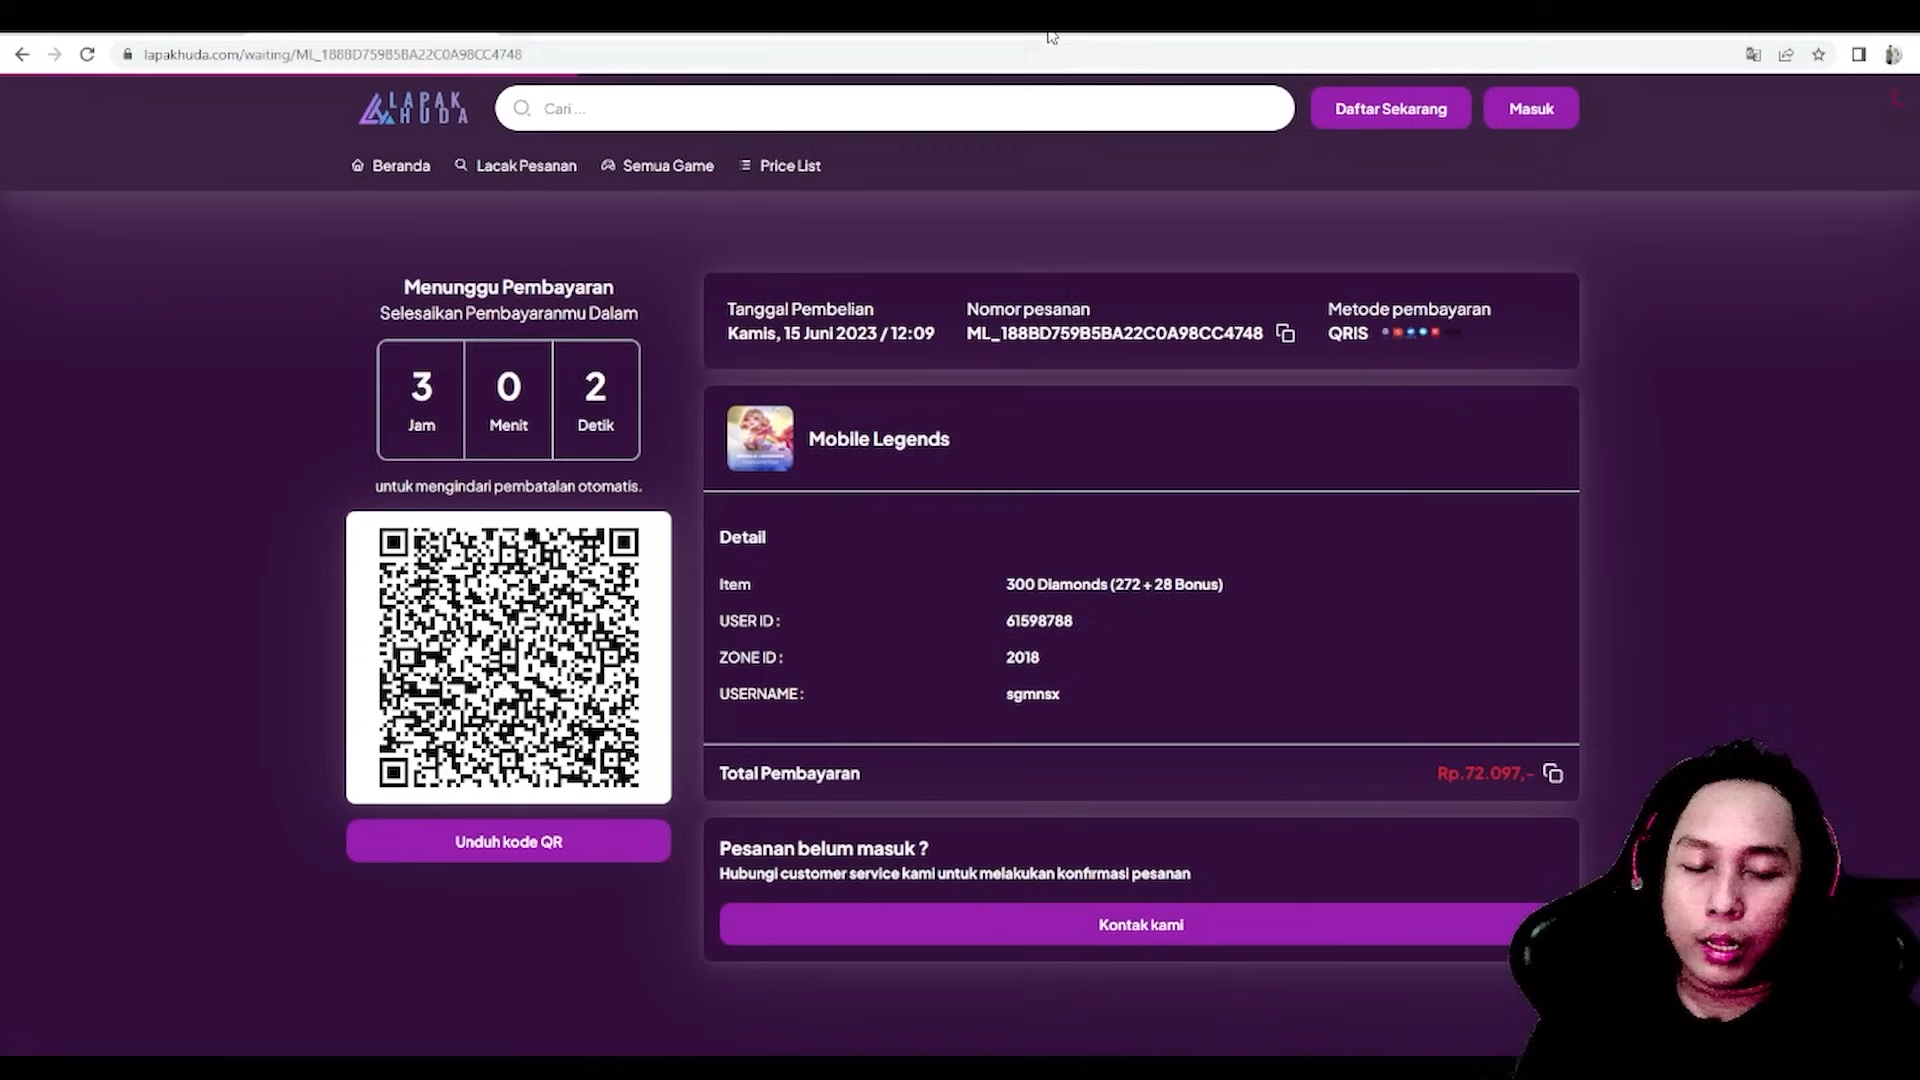 lapakhuda.com/waiting/ML_188BD759B5BA22C0A98CC4748
LAPAK
HUDA
Cari ...
Daftar Sekarang
Masuk
Beranda
Lacak Pesanan
Semua Game
Price List
Menunggu Pembayaran
Selesaikan Pembayaranmu Dalam
3
0
2
Jam
Menit
Detik
untuk mengindari pembatalan otomatis.
Unduh kode QR
Tanggal Pembelian
Kamis, 15 Juni 2023 / 12:09
Nomor pesanan
ML_188BD759B5BA22C0A98CC4748
Metode pembayaran
QRIS
Mobile Legends
Detail
Item
300 Diamonds (272 + 28 Bonus)
USER ID :
61598788
ZONE ID :
2018
USERNAME :
sgmnsx
Total Pembayaran
Rp.72.097,-
Pesanan belum masuk ?
Hubungi customer service kami untuk melakukan konfirmasi pesanan
Kontak kami